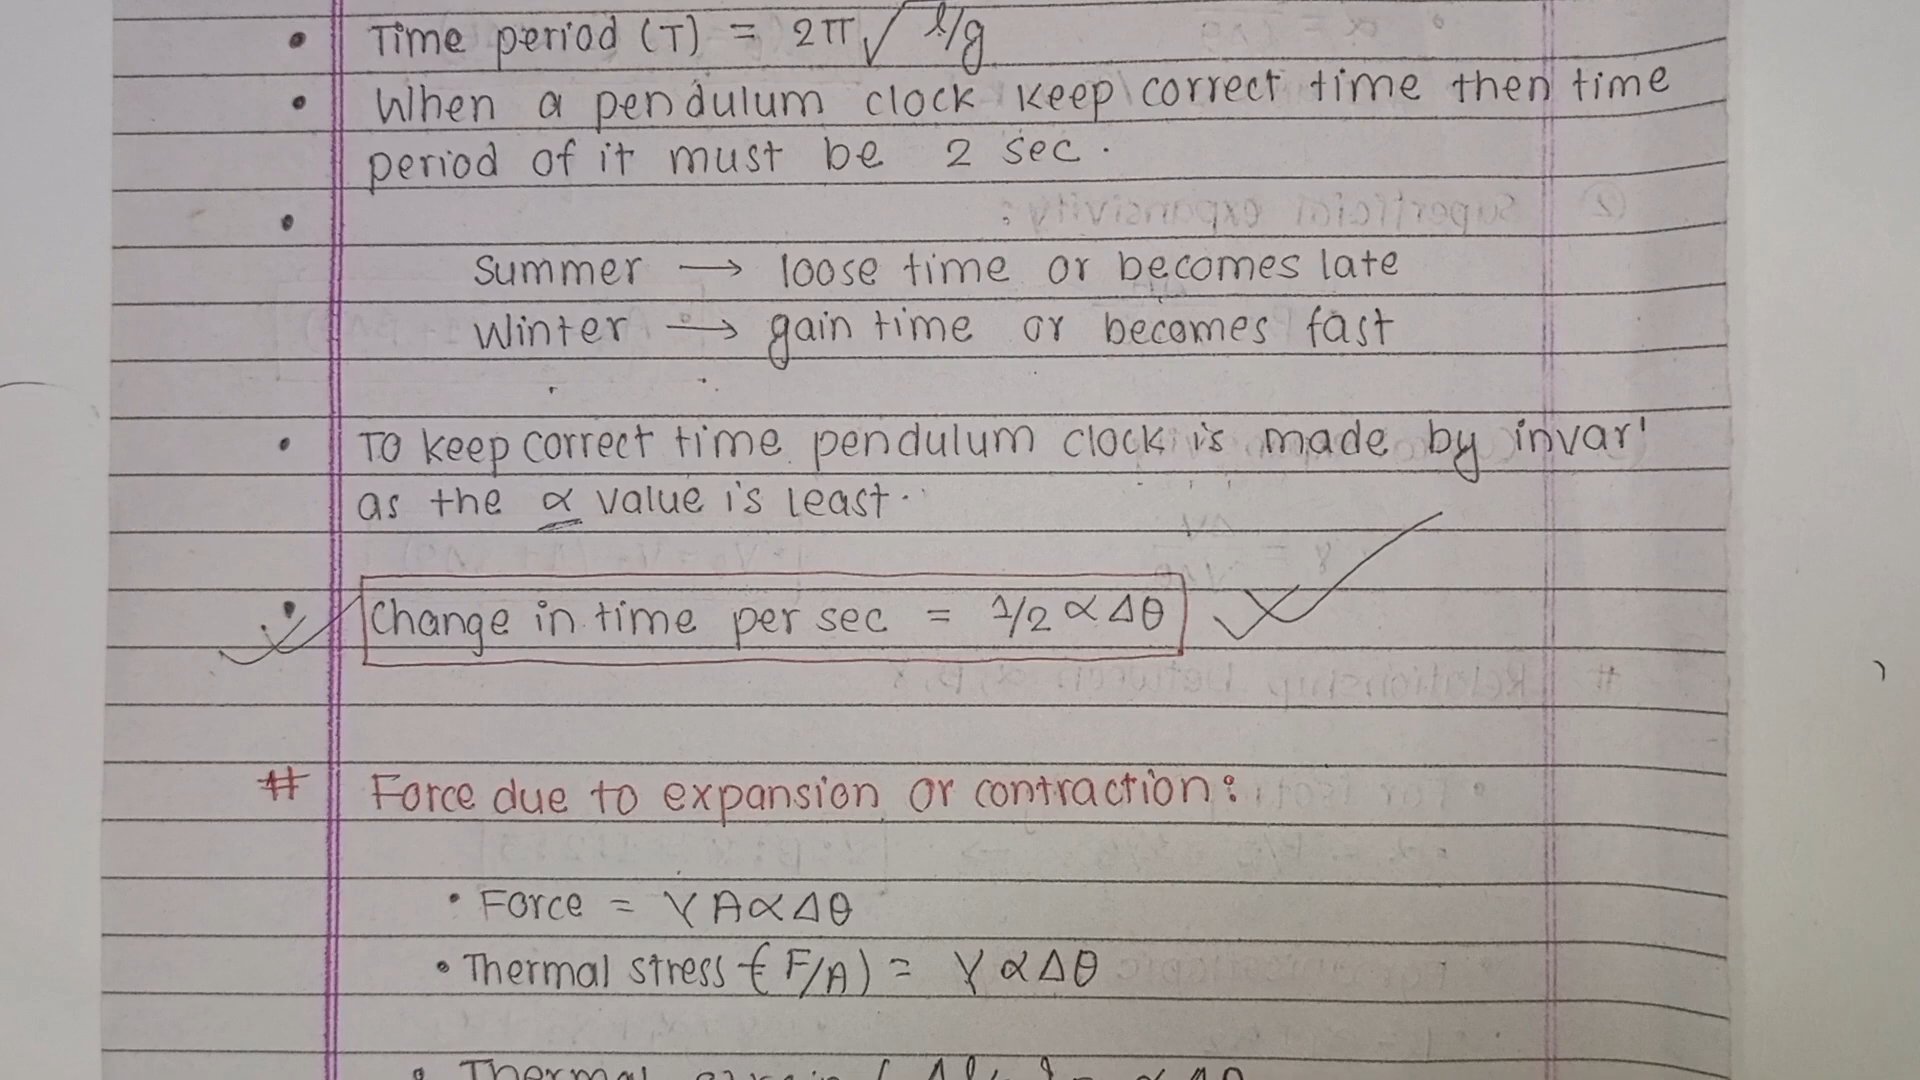 • Time period (T) = 2π√l/g
• When a pendulum clock keep correct time then time
period of it must be 2 sec.
•
Summer → loose time or becomes late
Winter → gain time or becomes fast
• To keep correct time pendulum clock is made by invar'
as the α value is least.
• Change in time per sec = 1/2 α Δθ
# Force due to expansion or contraction:
• Force = Y A α Δθ
• Thermal stress (F/A) = Y α Δθ
• Thermal strain